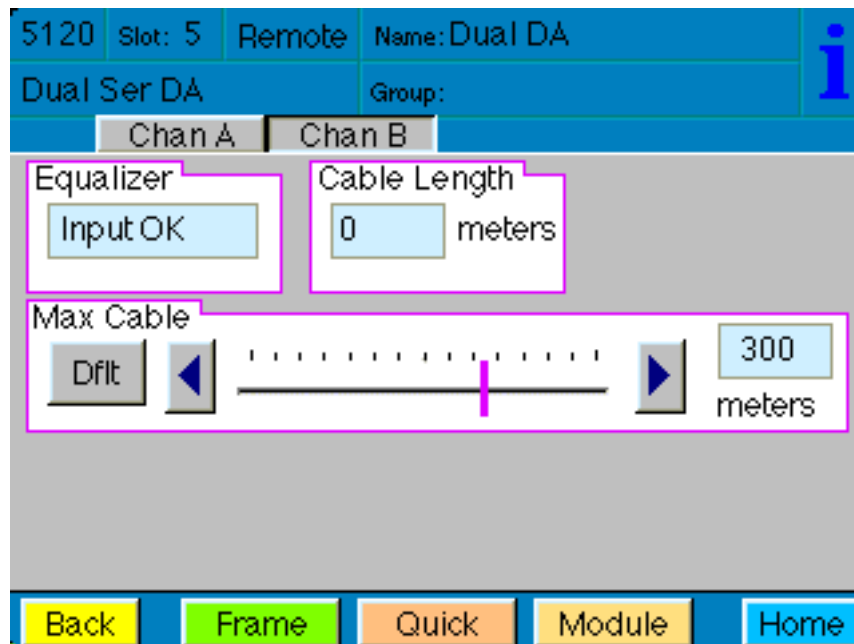 5120 Slot: 5 Remote Name: Dual DA
i
Dual Ser DA Group:
Chan A Chan B
Equalizer Cable Length
Input OK 0 meters
Max Cable
Dflt 300
meters
Back Frame Quick Module Home